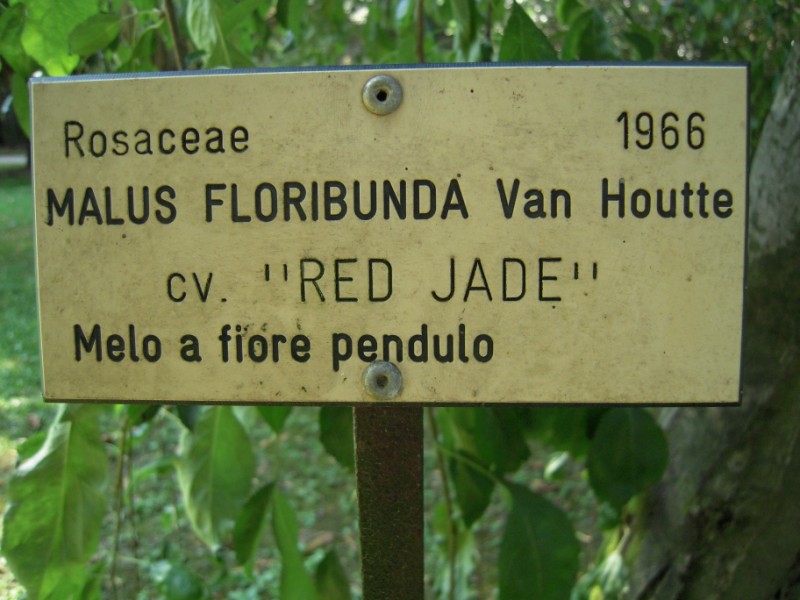 Rosaceae 1966
MALUS FLORIBUNDA Van Houtte
cv. "RED JADE"
Melo a fiore pendulo